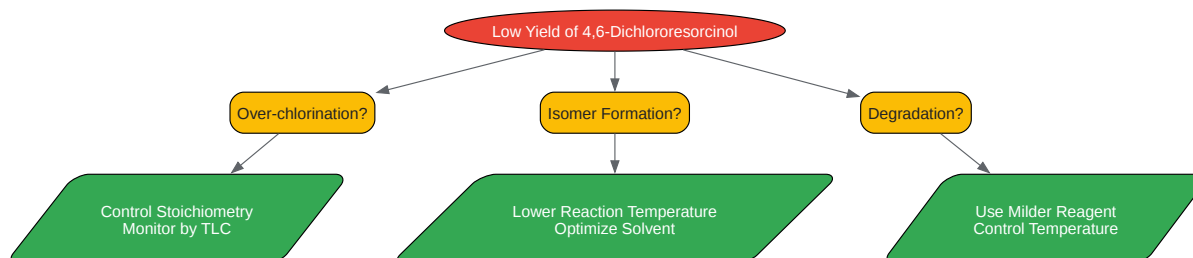 Low Yield of 4,6-Dichlororesorcinol
Over-chlorination?
Isomer Formation?
Degradation?
Control Stoichiometry
Monitor by TLC
Lower Reaction Temperature
Optimize Solvent
Use Milder Reagent
Control Temperature